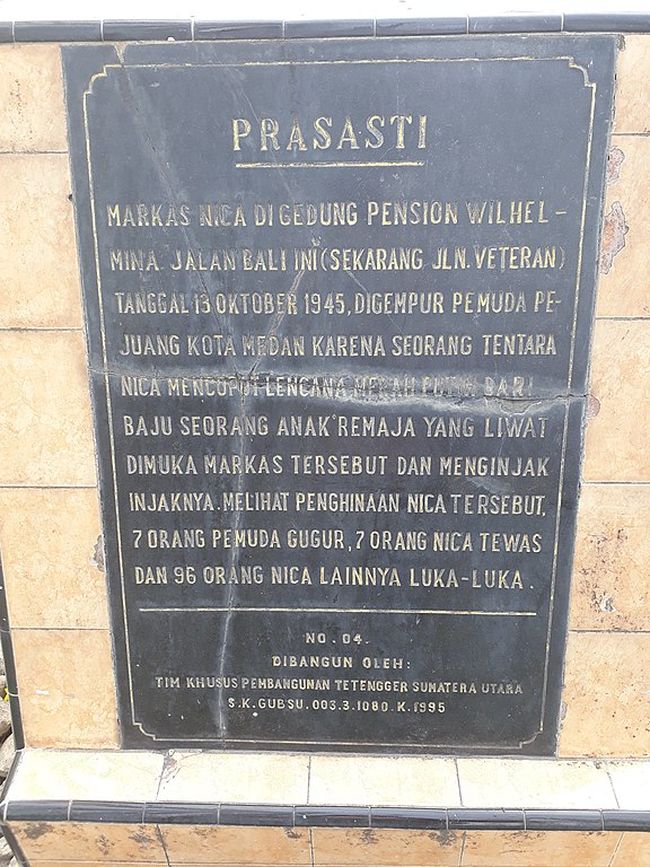 PRASASTI
MARKAS NICA DI GEDUNG PENSION WILHEL-
MINA JALAN BALI INI (SEKARANG JLN. VETERAN)
TANGGAL 13 OKTOBER 1945, DIGEMPUR PEMUDA PE-
JUANG KOTA MEDAN KARENA SEORANG TENTARA
NICA MENCOPOT LENCANA MERAH PUTIH DARI
BAJU SEORANG ANAK REMAJA YANG LIWAT
DIMUKA MARKAS TERSEBUT DAN MENGINJAK
INJAKNYA. MELIHAT PENGHINAAN NICA TERSEBUT,
7 ORANG PEMUDA GUGUR, 7 ORANG NICA TEWAS
DAN 96 ORANG NICA LAINNYA LUKA-LUKA.
NO. 04.
DIBANGUN OLEH:
TIM KHUSUS PEMBANGUNAN TETENGGER SUMATERA UTARA
S.K. GUBSU. 003.3.1080.K.1995